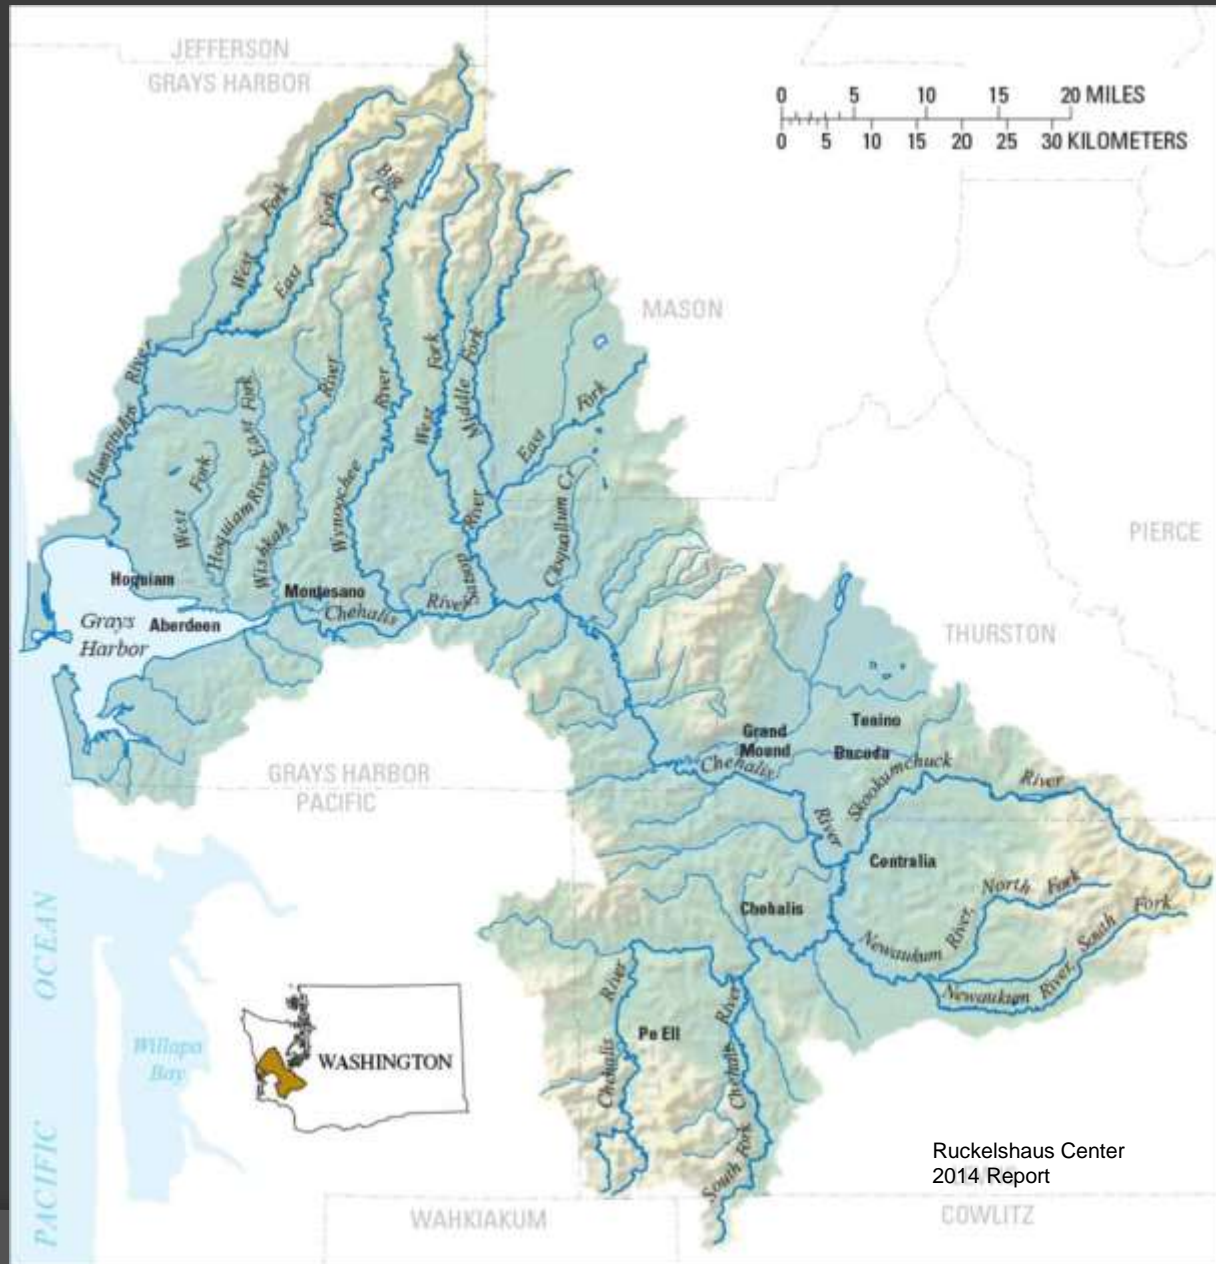 JEFFERSON
GRAYS HARBOR
0 5 10 15 20 MILES
0 5 10 15 20 25 30 KILOMETERS
MASON
PIERCE
THURSTON
GRAYS HARBOR
PACIFIC
WAHKIAKUM
COWLITZ
West Fork
East Fork
Big Cr
Humptulips River
West Fork
Hoquiam River East Fork
Wishkah River
Wynoochee River
West Fork
Middle Fork
East Fork
Satsop River
Cloquallum Cr
Hoquiam
Aberdeen
Montesano
Grays
Harbor
Chehalis River
Grand
Mound
Tenino
Bucoda
Chehalis
River
Skookumchuck River
Centralia
Chehalis
Newaukum River, North Fork
Newaukum River, South Fork
Pe Ell
Chehalis River
South Fork Chehalis River
PACIFIC OCEAN
Willapa
Bay
WASHINGTON
Ruckelshaus Center
2014 Report